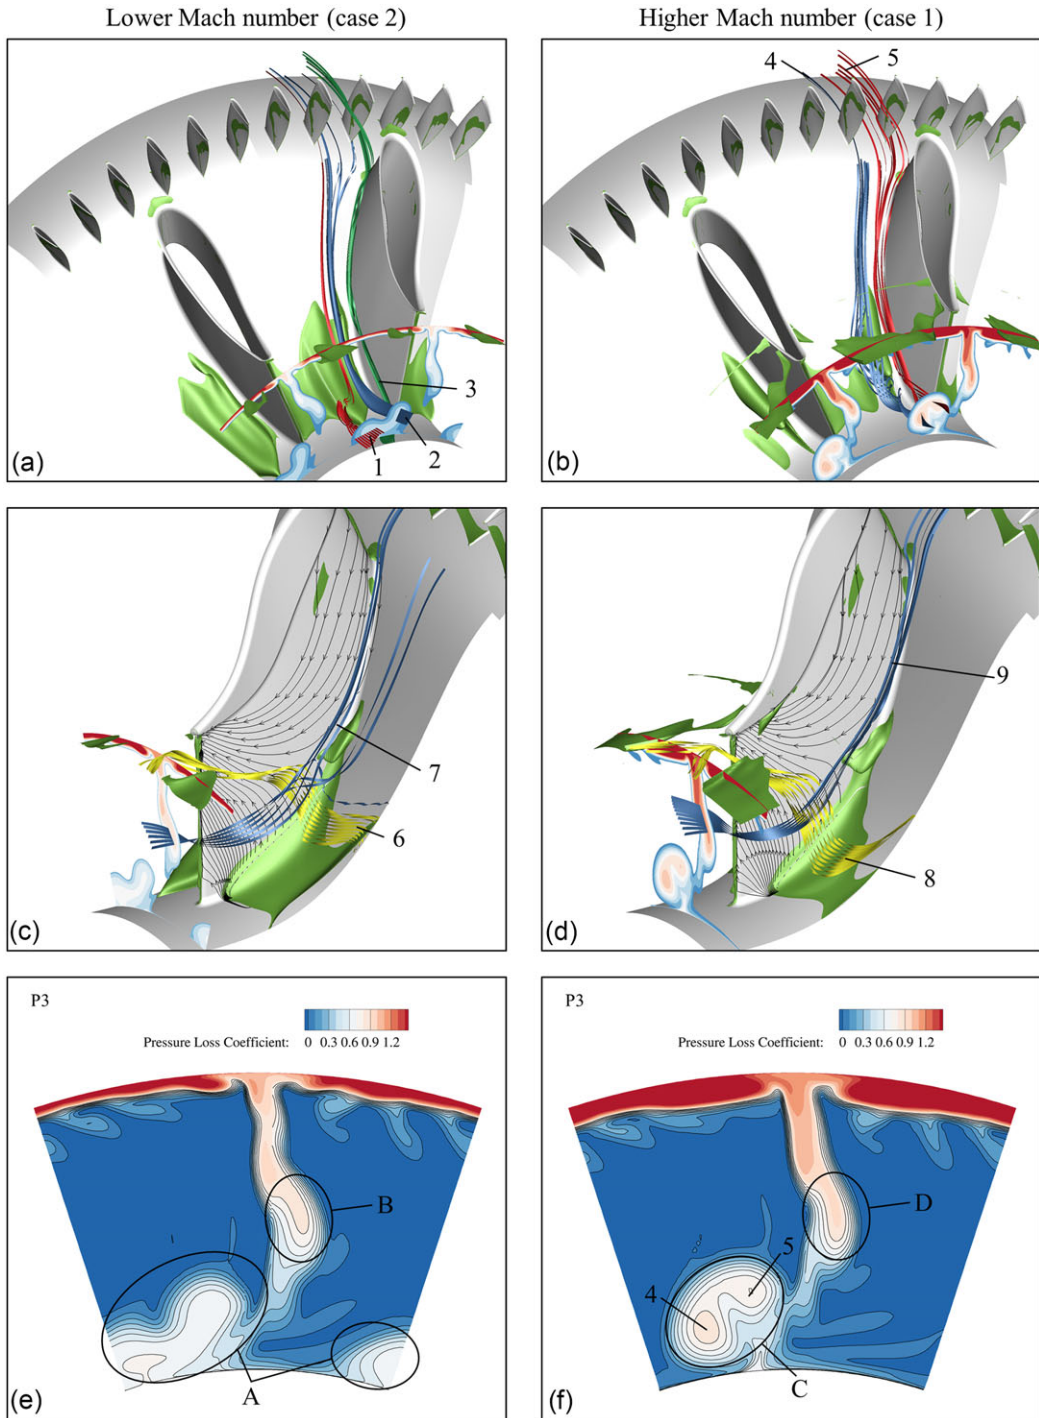 Lower Mach number (case 2)
Higher Mach number (case 1)
4
5
3
1
2
(a)
(b)
7
6
9
8
(c)
(d)
P3
Pressure Loss Coefficient: 0 0.3 0.6 0.9 1.2
B
A
(e)
P3
Pressure Loss Coefficient: 0 0.3 0.6 0.9 1.2
D
5
4
C
(f)